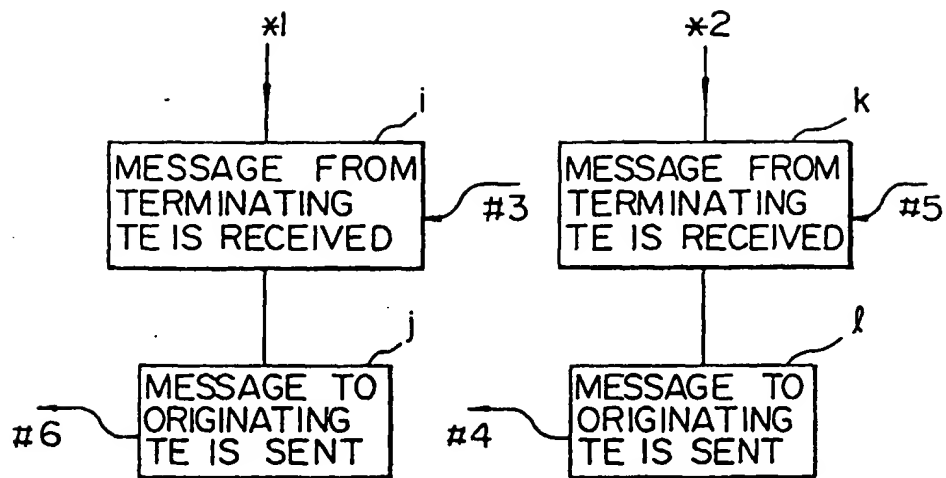 *1
*2
i
k
MESSAGE FROM
TERMINATING
TE IS RECEIVED
#3
MESSAGE FROM
TERMINATING
TE IS RECEIVED
#5
j
l
MESSAGE TO
ORIGINATING
TE IS SENT
#6
MESSAGE TO
ORIGINATING
TE IS SENT
#4